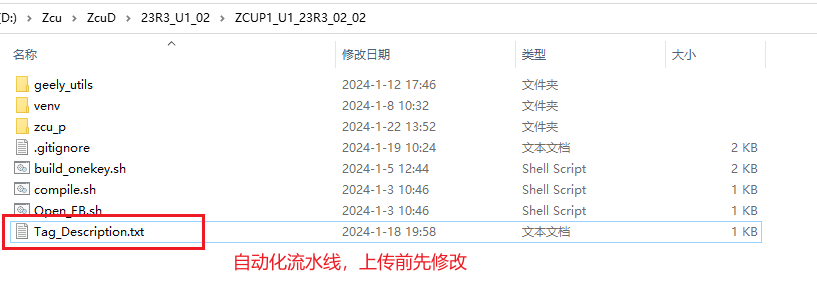 (D:) > Zcu > ZcuD > 23R3_U1_02 > ZCUP1_U1_23R3_02_02
名称 修改日期 类型 大小
geely_utils 2024-1-12 17:46 文件夹
venv 2024-1-8 10:32 文件夹
zcu_p 2024-1-22 13:52 文件夹
.gitignore 2024-1-19 10:24 文本文档 2 KB
build_onekey.sh 2024-1-5 12:44 Shell Script 2 KB
compile.sh 2024-1-3 10:46 Shell Script 1 KB
Open_EB.sh 2024-1-3 10:46 Shell Script 1 KB
Tag_Description.txt 2024-1-18 19:58 文本文档 1 KB
自动化流水线，上传前先修改